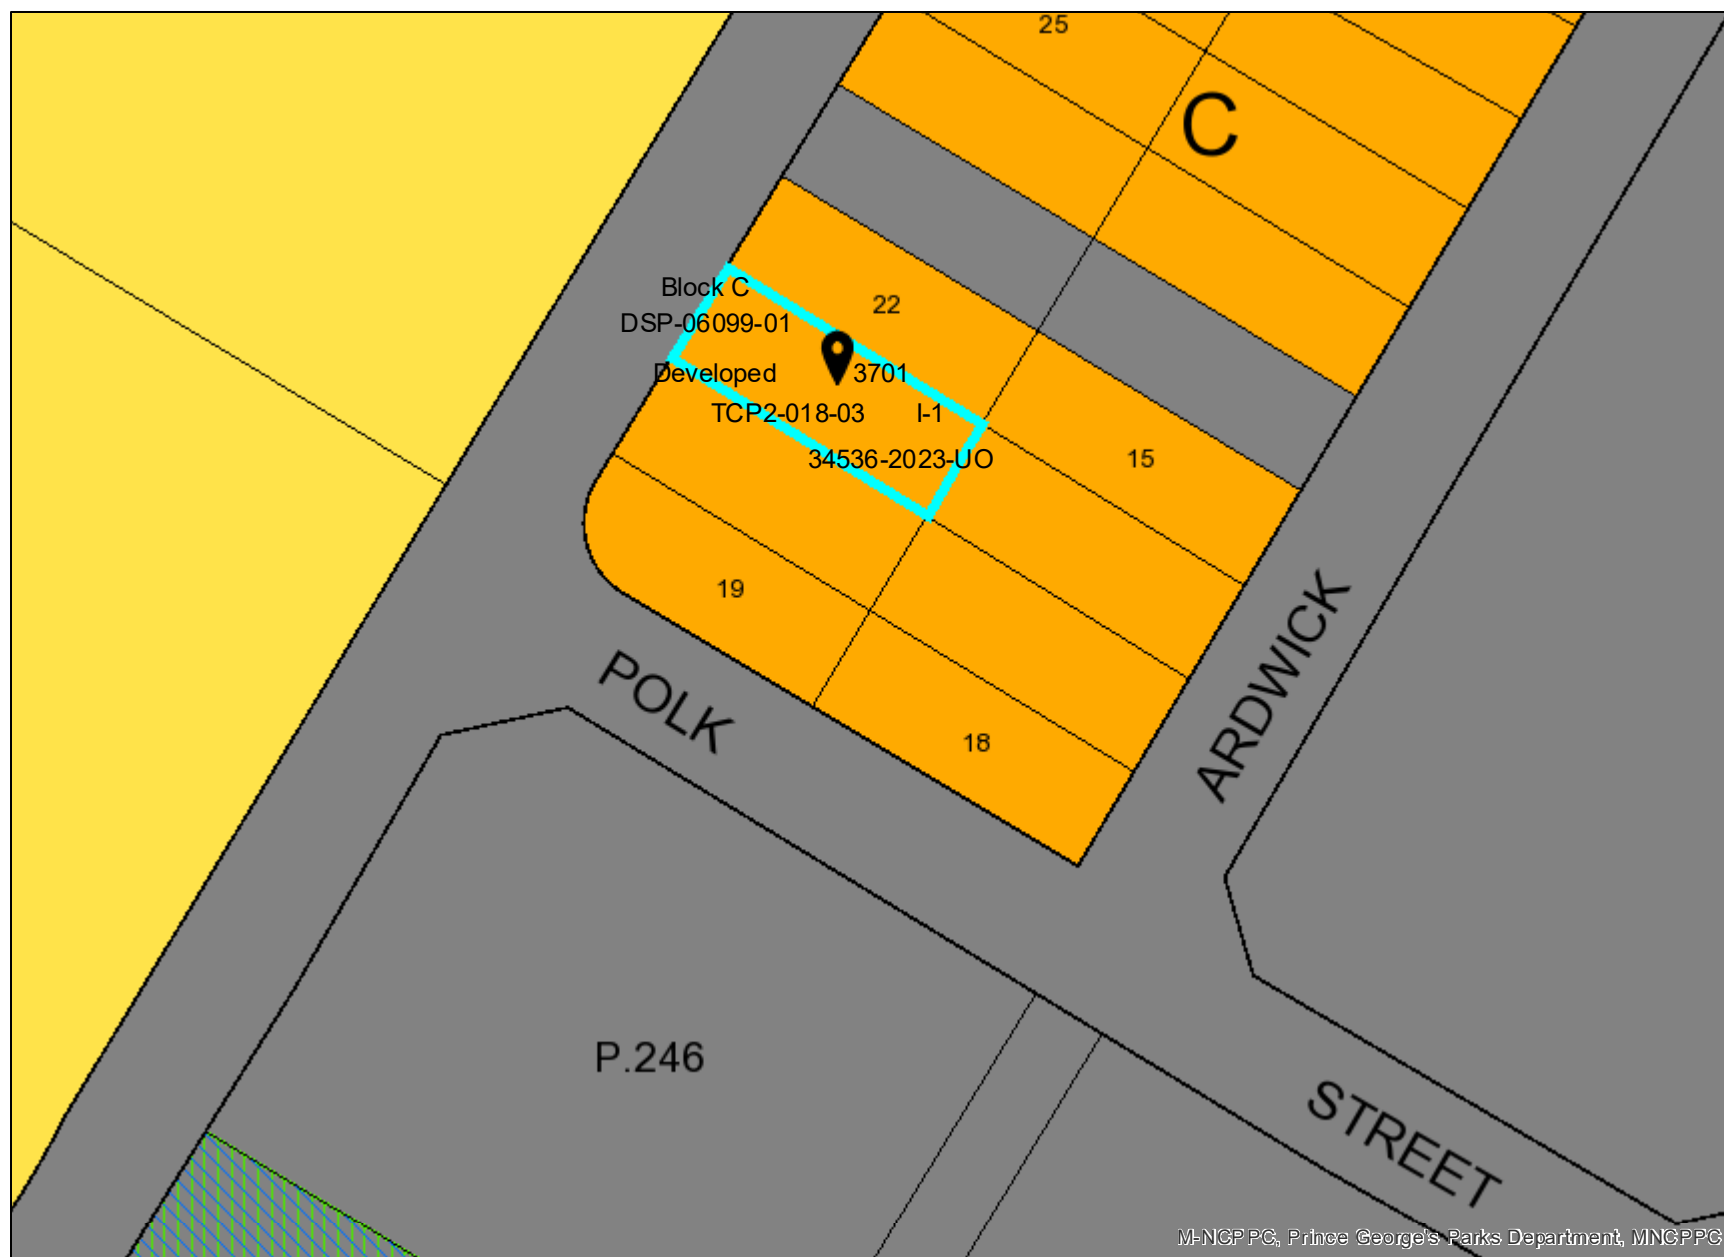 25
C
Block C
22
DSP-06099-01
Developed
3701
TCP2-018-03
I-1
34536-2023-UO
15
19
ARDWICK
POLK
18
P.246
STREET
M-NCPPC, Prince George's Parks Department, MNCPPC